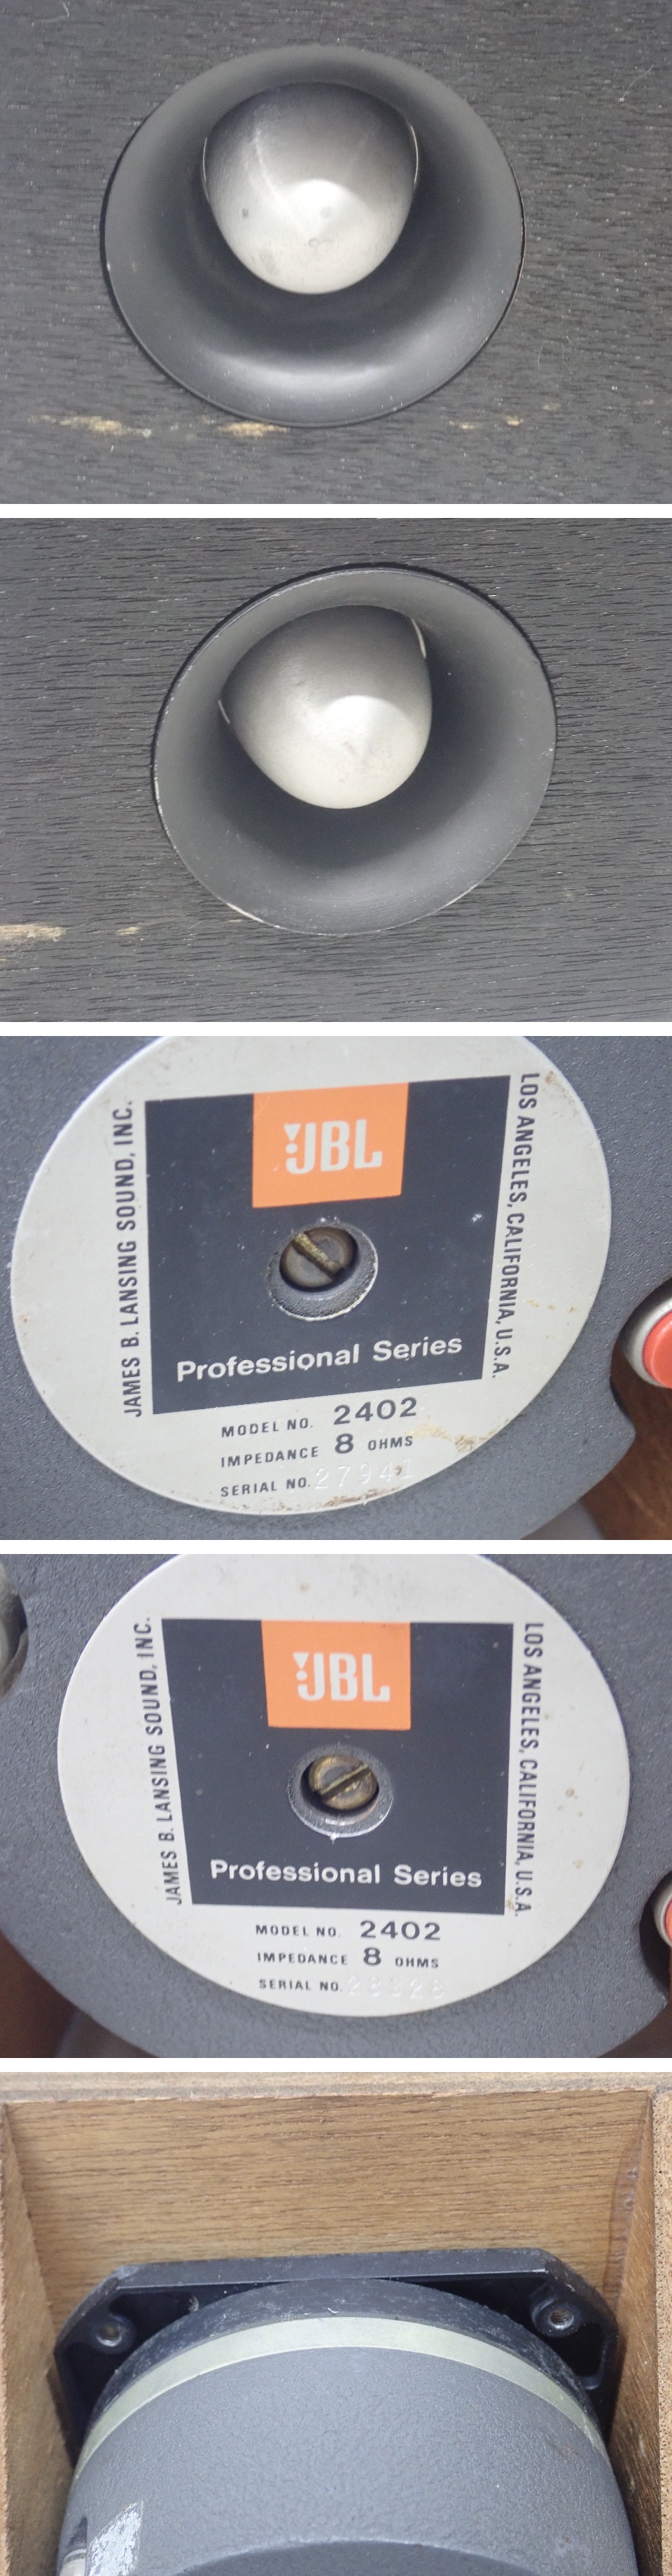 JBL
JAMES B. LANSING SOUND, INC.
LOS ANGELES, CALIFORNIA, U.S.A.
Professional Series
MODEL NO. 2402
IMPEDANCE 8 OHMS
SERIAL NO. 27941
JBL
JAMES B. LANSING SOUND, INC.
LOS ANGELES, CALIFORNIA, U.S.A.
Professional Series
MODEL NO. 2402
IMPEDANCE 8 OHMS
SERIAL NO.